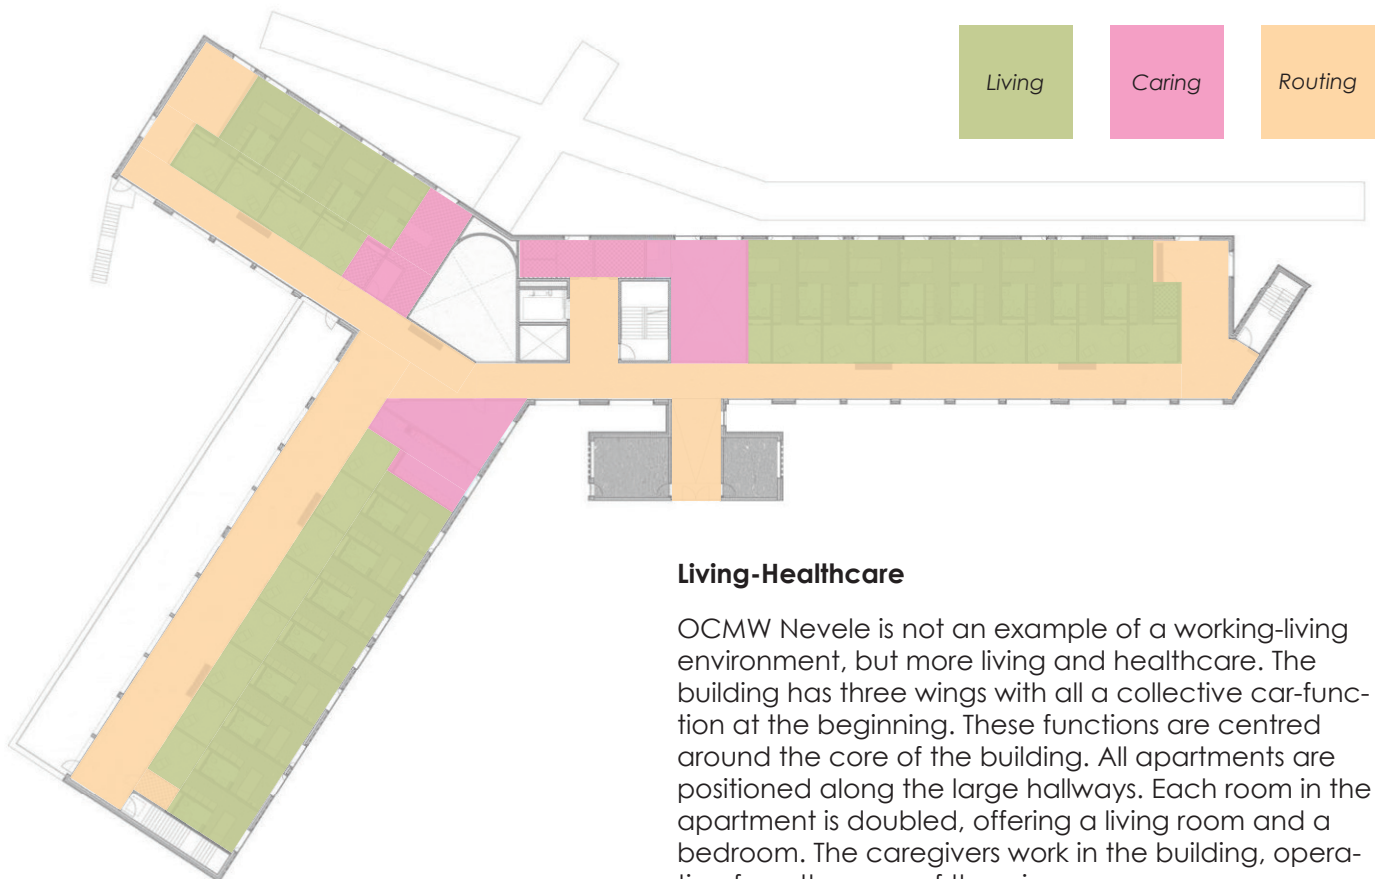 Living
Caring
Routing
Living-Healthcare
OCMW Nevele is not an example of a working-living
environment, but more living and healthcare. The
building has three wings with all a collective car-func-
tion at the beginning. These functions are centred
around the core of the building. All apartments are
positioned along the large hallways. Each room in the
apartment is doubled, offering a living room and a
bedroom. The caregivers work in the building, opera-